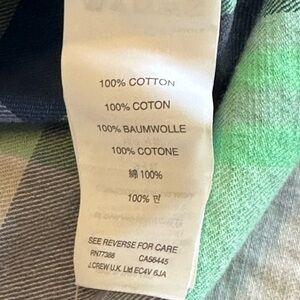 100% COTTON
100% COTON
100% BAUMWOLLE
100% COTONE
綿 100%
100% 면
SEE REVERSE FOR CARE
RN77388 CA56445
J.CREW U.K. Ltd EC4V 6JA